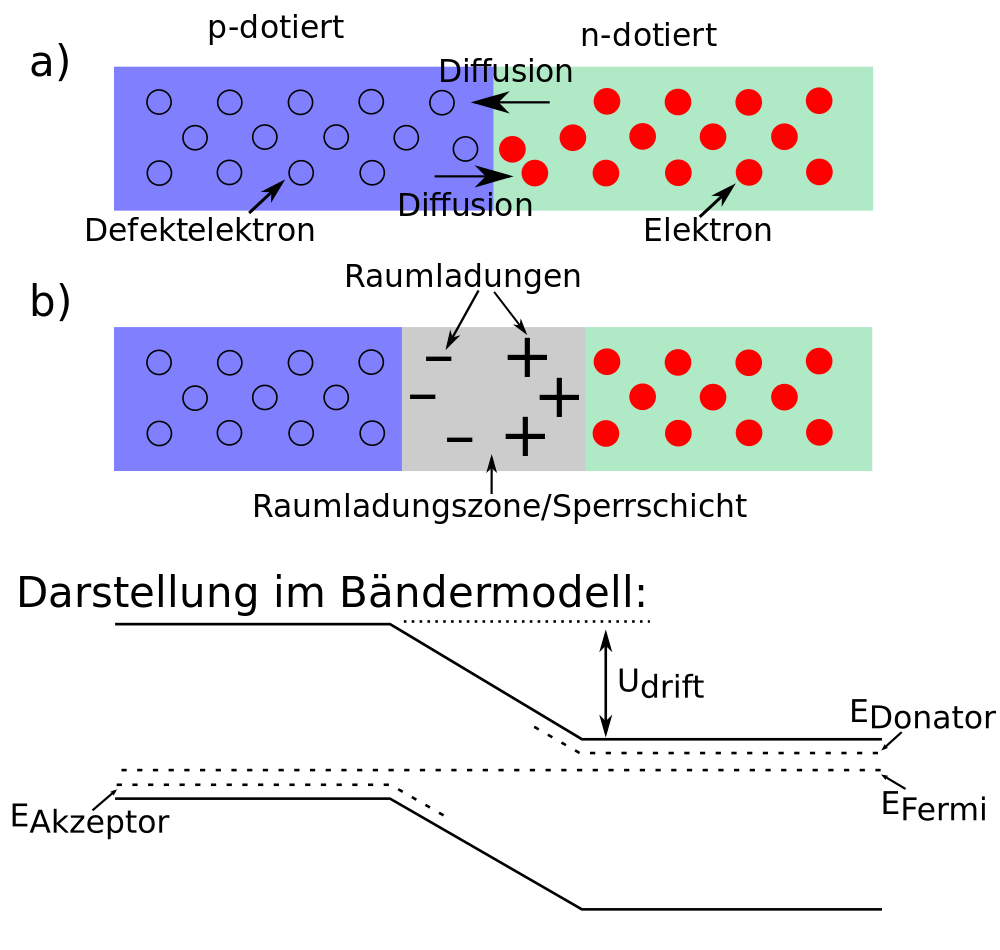 p-dotiert
n-dotiert
a)
Diffusion
Diffusion
Defektelektron
Elektron
Raumladungen
b)
– +
– +
– +
Raumladungszone/Sperrschicht
Darstellung im Bändermodell:
Udrift
EDonator
EFermi
EAkzeptor